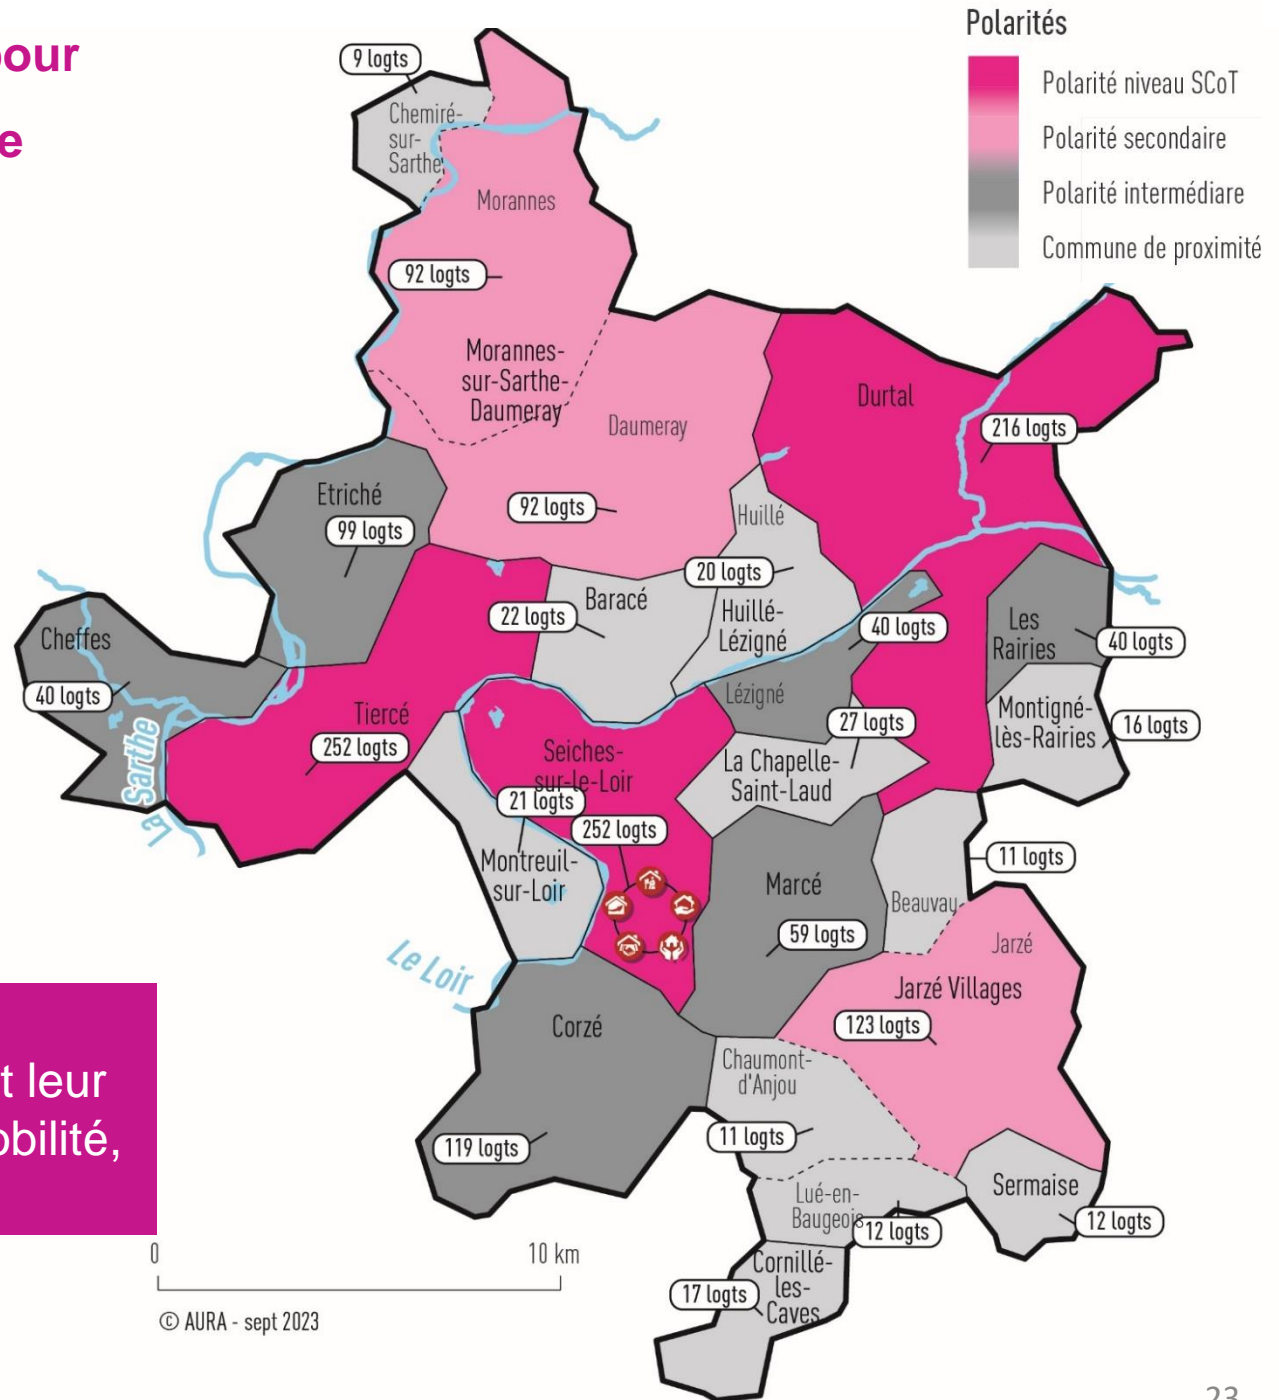 pour
e
Polarités
Polarité niveau SCoT
Polarité secondaire
Polarité intermédiare
Commune de proximité
9 logts
Chemiré-
sur-
Sarthe
Morannes
92 logts
Morannes-
sur-Sarthe-
Daumeray
Daumeray
92 logts
Durtal
216 logts
Etriché
99 logts
Huillé
20 logts
Huillé-
Lézigné
Baracé
22 logts
40 logts
Les
Rairies
40 logts
Cheffes
40 logts
La Sarthe
Tiercé
252 logts
Lézigné
27 logts
Montigné-
lès-Rairies
16 logts
Seiches-
sur-le-Loir
21 logts
252 logts
La Chapelle-
Saint-Laud
Montreuil-
sur-Loir
Marcé
59 logts
11 logts
Beauvay
Jarzé
Jarzé Villages
123 logts
Le Loir
Corzé
119 logts
Chaumont-
d'Anjou
11 logts
Lué-en-
Baugeois
12 logts
Sermaise
12 logts
Cornillé-
les-
Caves
17 logts
t leur
obilité,
0
10 km
© AURA - sept 2023
23